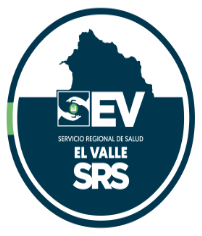 SEV
SERVICIO REGIONAL DE SALUD
EL VALLE
SRS